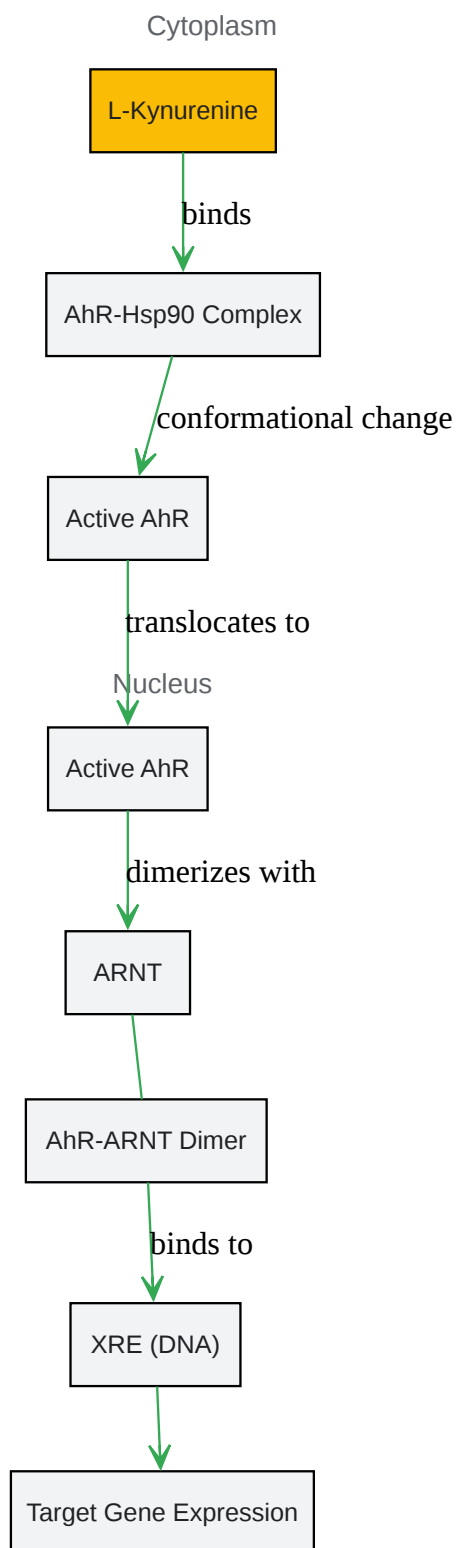 Cytoplasm
L-Kynurenine
binds
AhR-Hsp90 Complex
conformational change
Active AhR
translocates to
Nucleus
Active AhR
dimerizes with
ARNT
AhR-ARNT Dimer
binds to
XRE (DNA)
Target Gene Expression